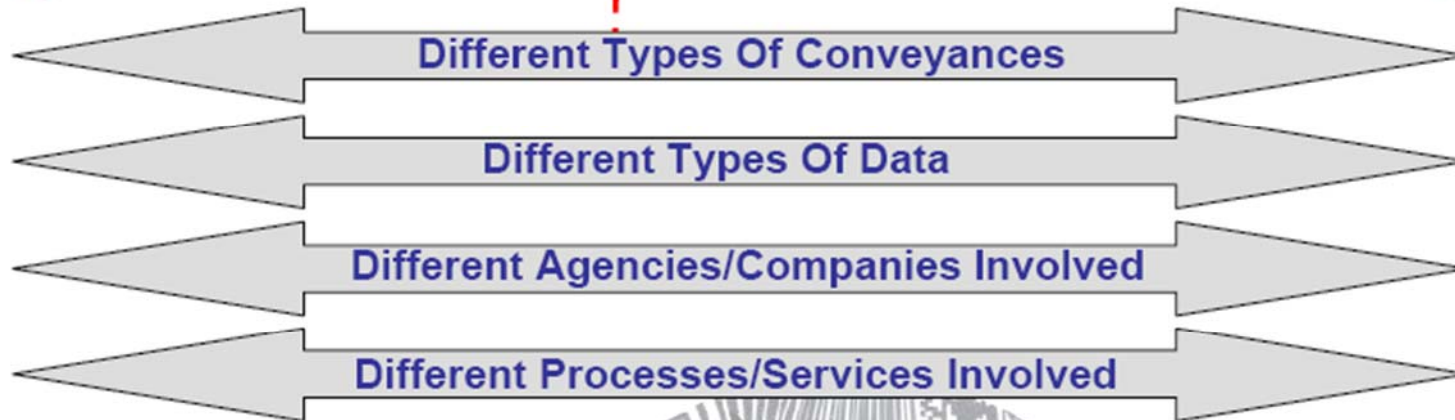 Different Types Of Conveyances
Different Types Of Data
Different Agencies/Companies Involved
Different Processes/Services Involved